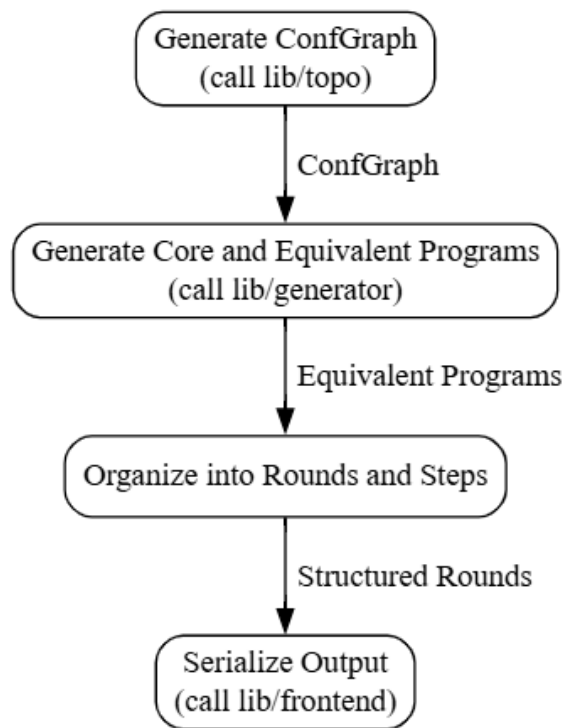 Generate ConfGraph
(call lib/topo)
ConfGraph
Generate Core and Equivalent Programs
(call lib/generator)
Equivalent Programs
Organize into Rounds and Steps
Structured Rounds
Serialize Output
(call lib/frontend)